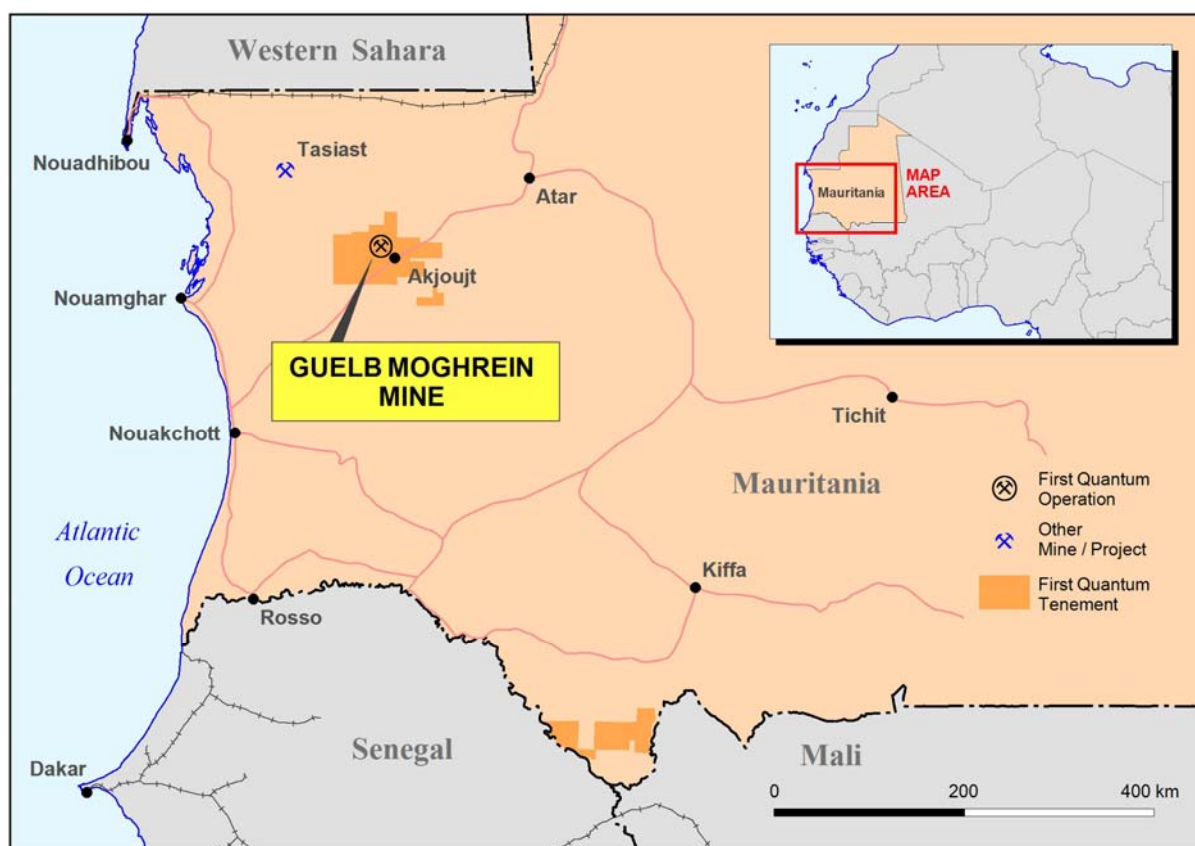 Western Sahara
Nouadhibou
Tasiast
Atar
Mauritania
MAP
AREA
Akjoujt
Nouamghar
GUELB MOGHREIN
MINE
Tichit
Nouakchott
Mauritania
First Quantum
Operation
Atlantic
Ocean
Other
Mine / Project
Kiffa
First Quantum
Tenement
Rosso
Senegal
Mali
Dakar
0 200 400 km